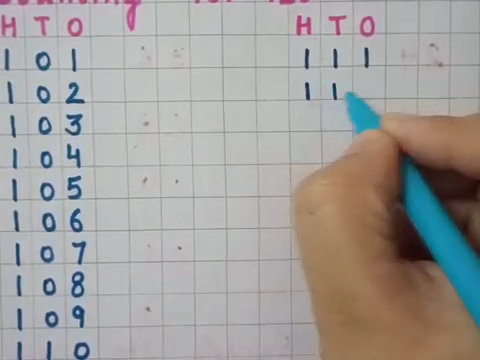 H T O
1 0 1
1 0 2
1 0 3
1 0 4
1 0 5
1 0 6
1 0 7
1 0 8
1 0 9
1 1 0
H T O
1 1 1
1 1